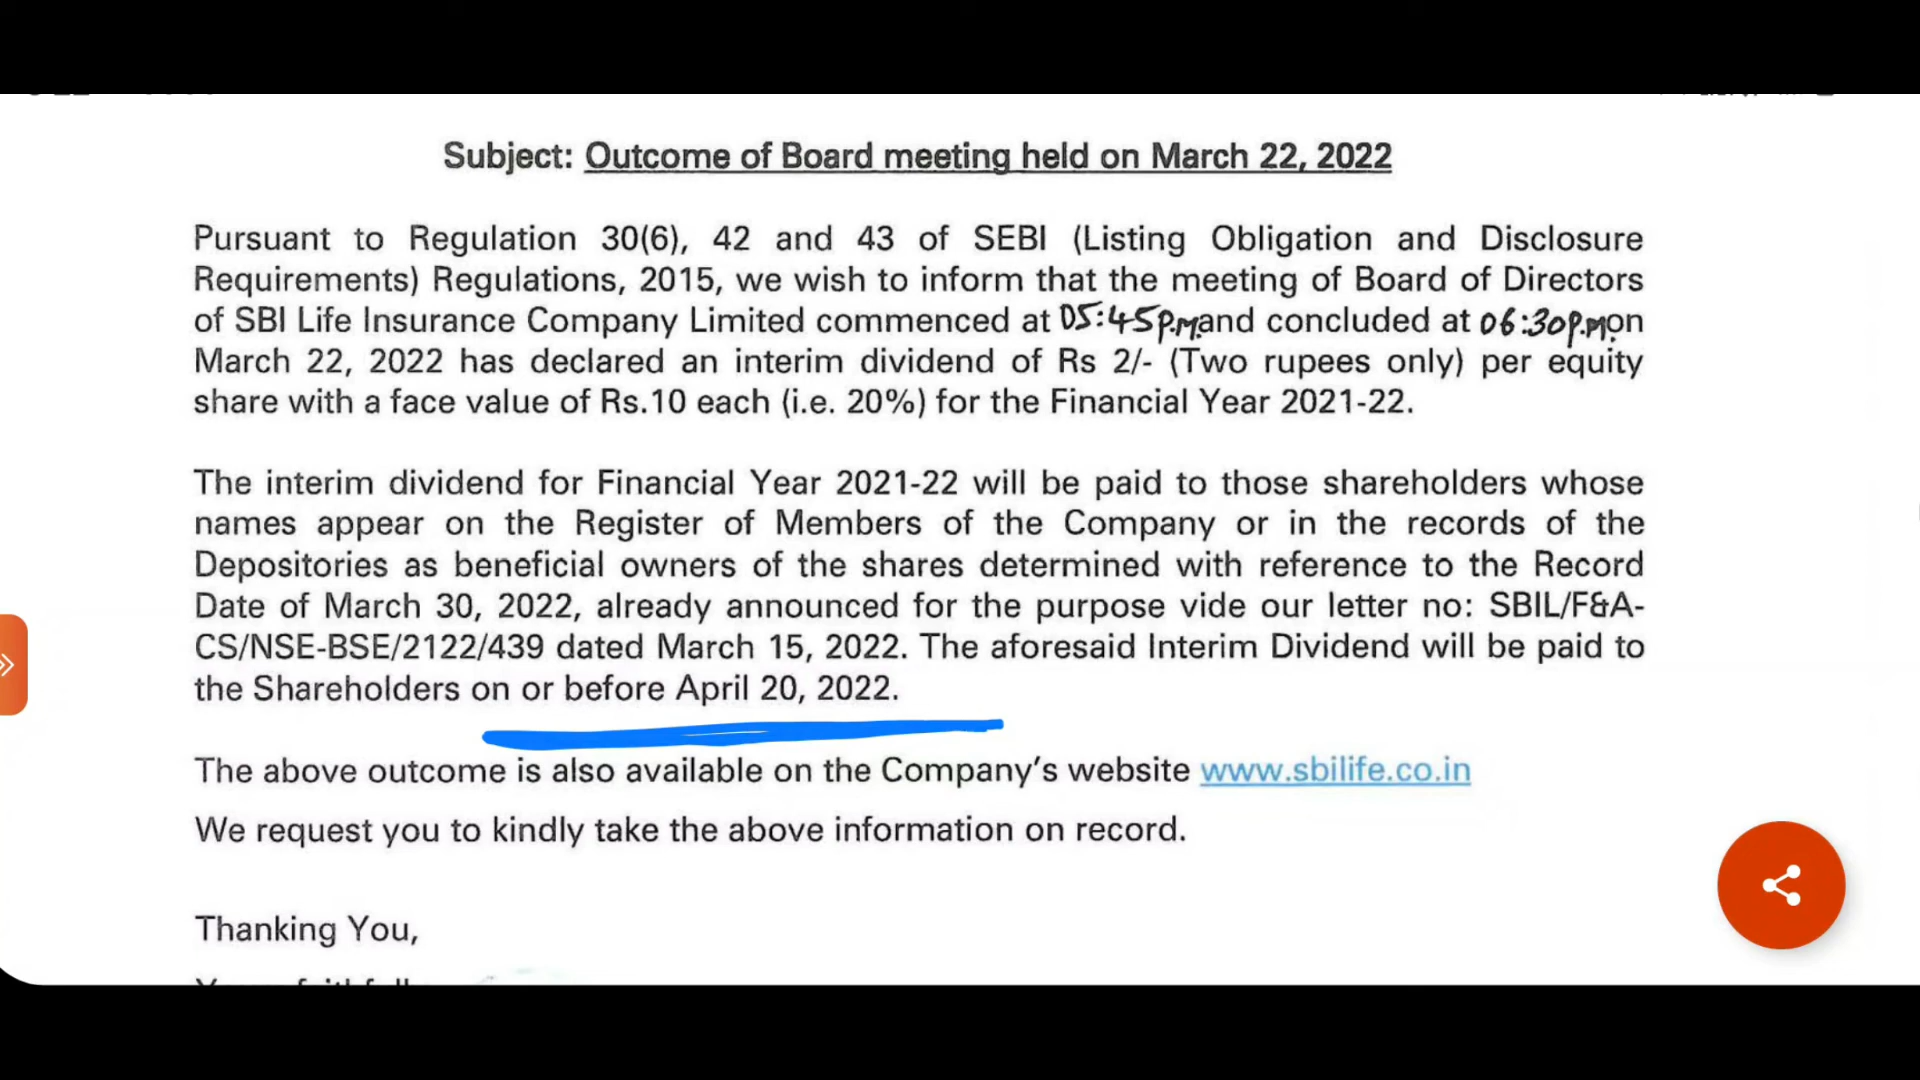 Subject: Outcome of Board meeting held on March 22, 2022
Pursuant to Regulation 30(6), 42 and 43 of SEBI (Listing Obligation and Disclosure
Requirements) Regulations, 2015, we wish to inform that the meeting of Board of Directors
of SBI Life Insurance Company Limited commenced at 05:45P.M. and concluded at 06:30P.M. on
March 22, 2022 has declared an interim dividend of Rs 2/- (Two rupees only) per equity
share with a face value of Rs.10 each (i.e. 20%) for the Financial Year 2021-22.
The interim dividend for Financial Year 2021-22 will be paid to those shareholders whose
names appear on the Register of Members of the Company or in the records of the
Depositories as beneficial owners of the shares determined with reference to the Record
Date of March 30, 2022, already announced for the purpose vide our letter no: SBIL/F&A-
CS/NSE-BSE/2122/439 dated March 15, 2022. The aforesaid Interim Dividend will be paid to
the Shareholders on or before April 20, 2022.
The above outcome is also available on the Company's website www.sbilife.co.in
We request you to kindly take the above information on record.
Thanking You,